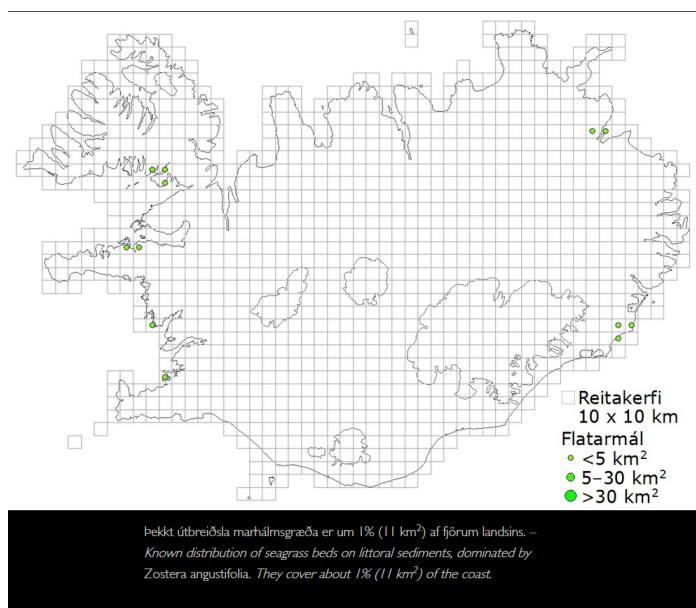 Reitakerfi
10 x 10 km
Flatarmál
<5 km²
5–30 km²
>30 km²
Þekkt útbreiðsla marhálmsgræða er um 1% (11 km²) af fjörum landsins. –
Known distribution of seagrass beds on littoral sediments, dominated by
Zostera angustifolia. They cover about 1% (11 km²) of the coast.